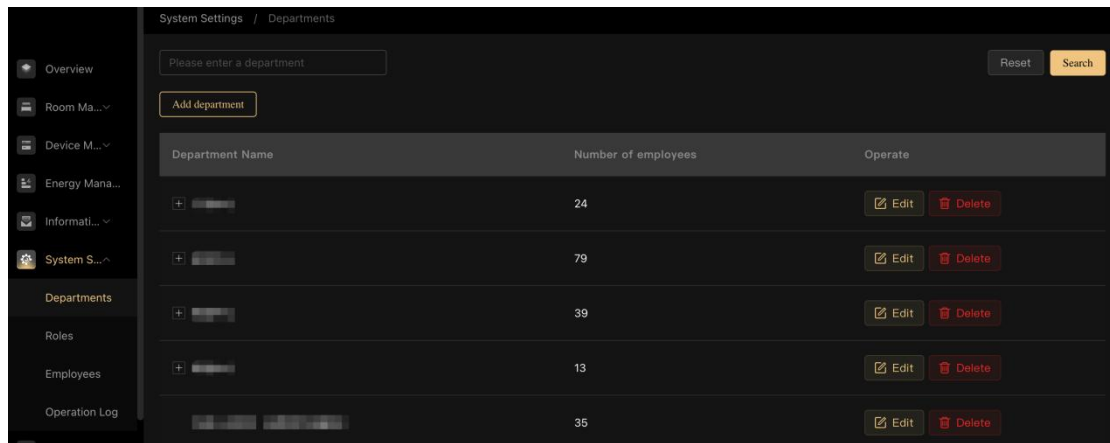 System Settings / Departments
Overview
Please enter a department
Reset
Search
Room Ma...
Add department
Device M...
Department Name
Number of employees
Operate
Energy Mana...
24
Edit
Delete
Informati...
System S...
79
Edit
Delete
Departments
39
Edit
Delete
Roles
Employees
13
Edit
Delete
Operation Log
35
Edit
Delete